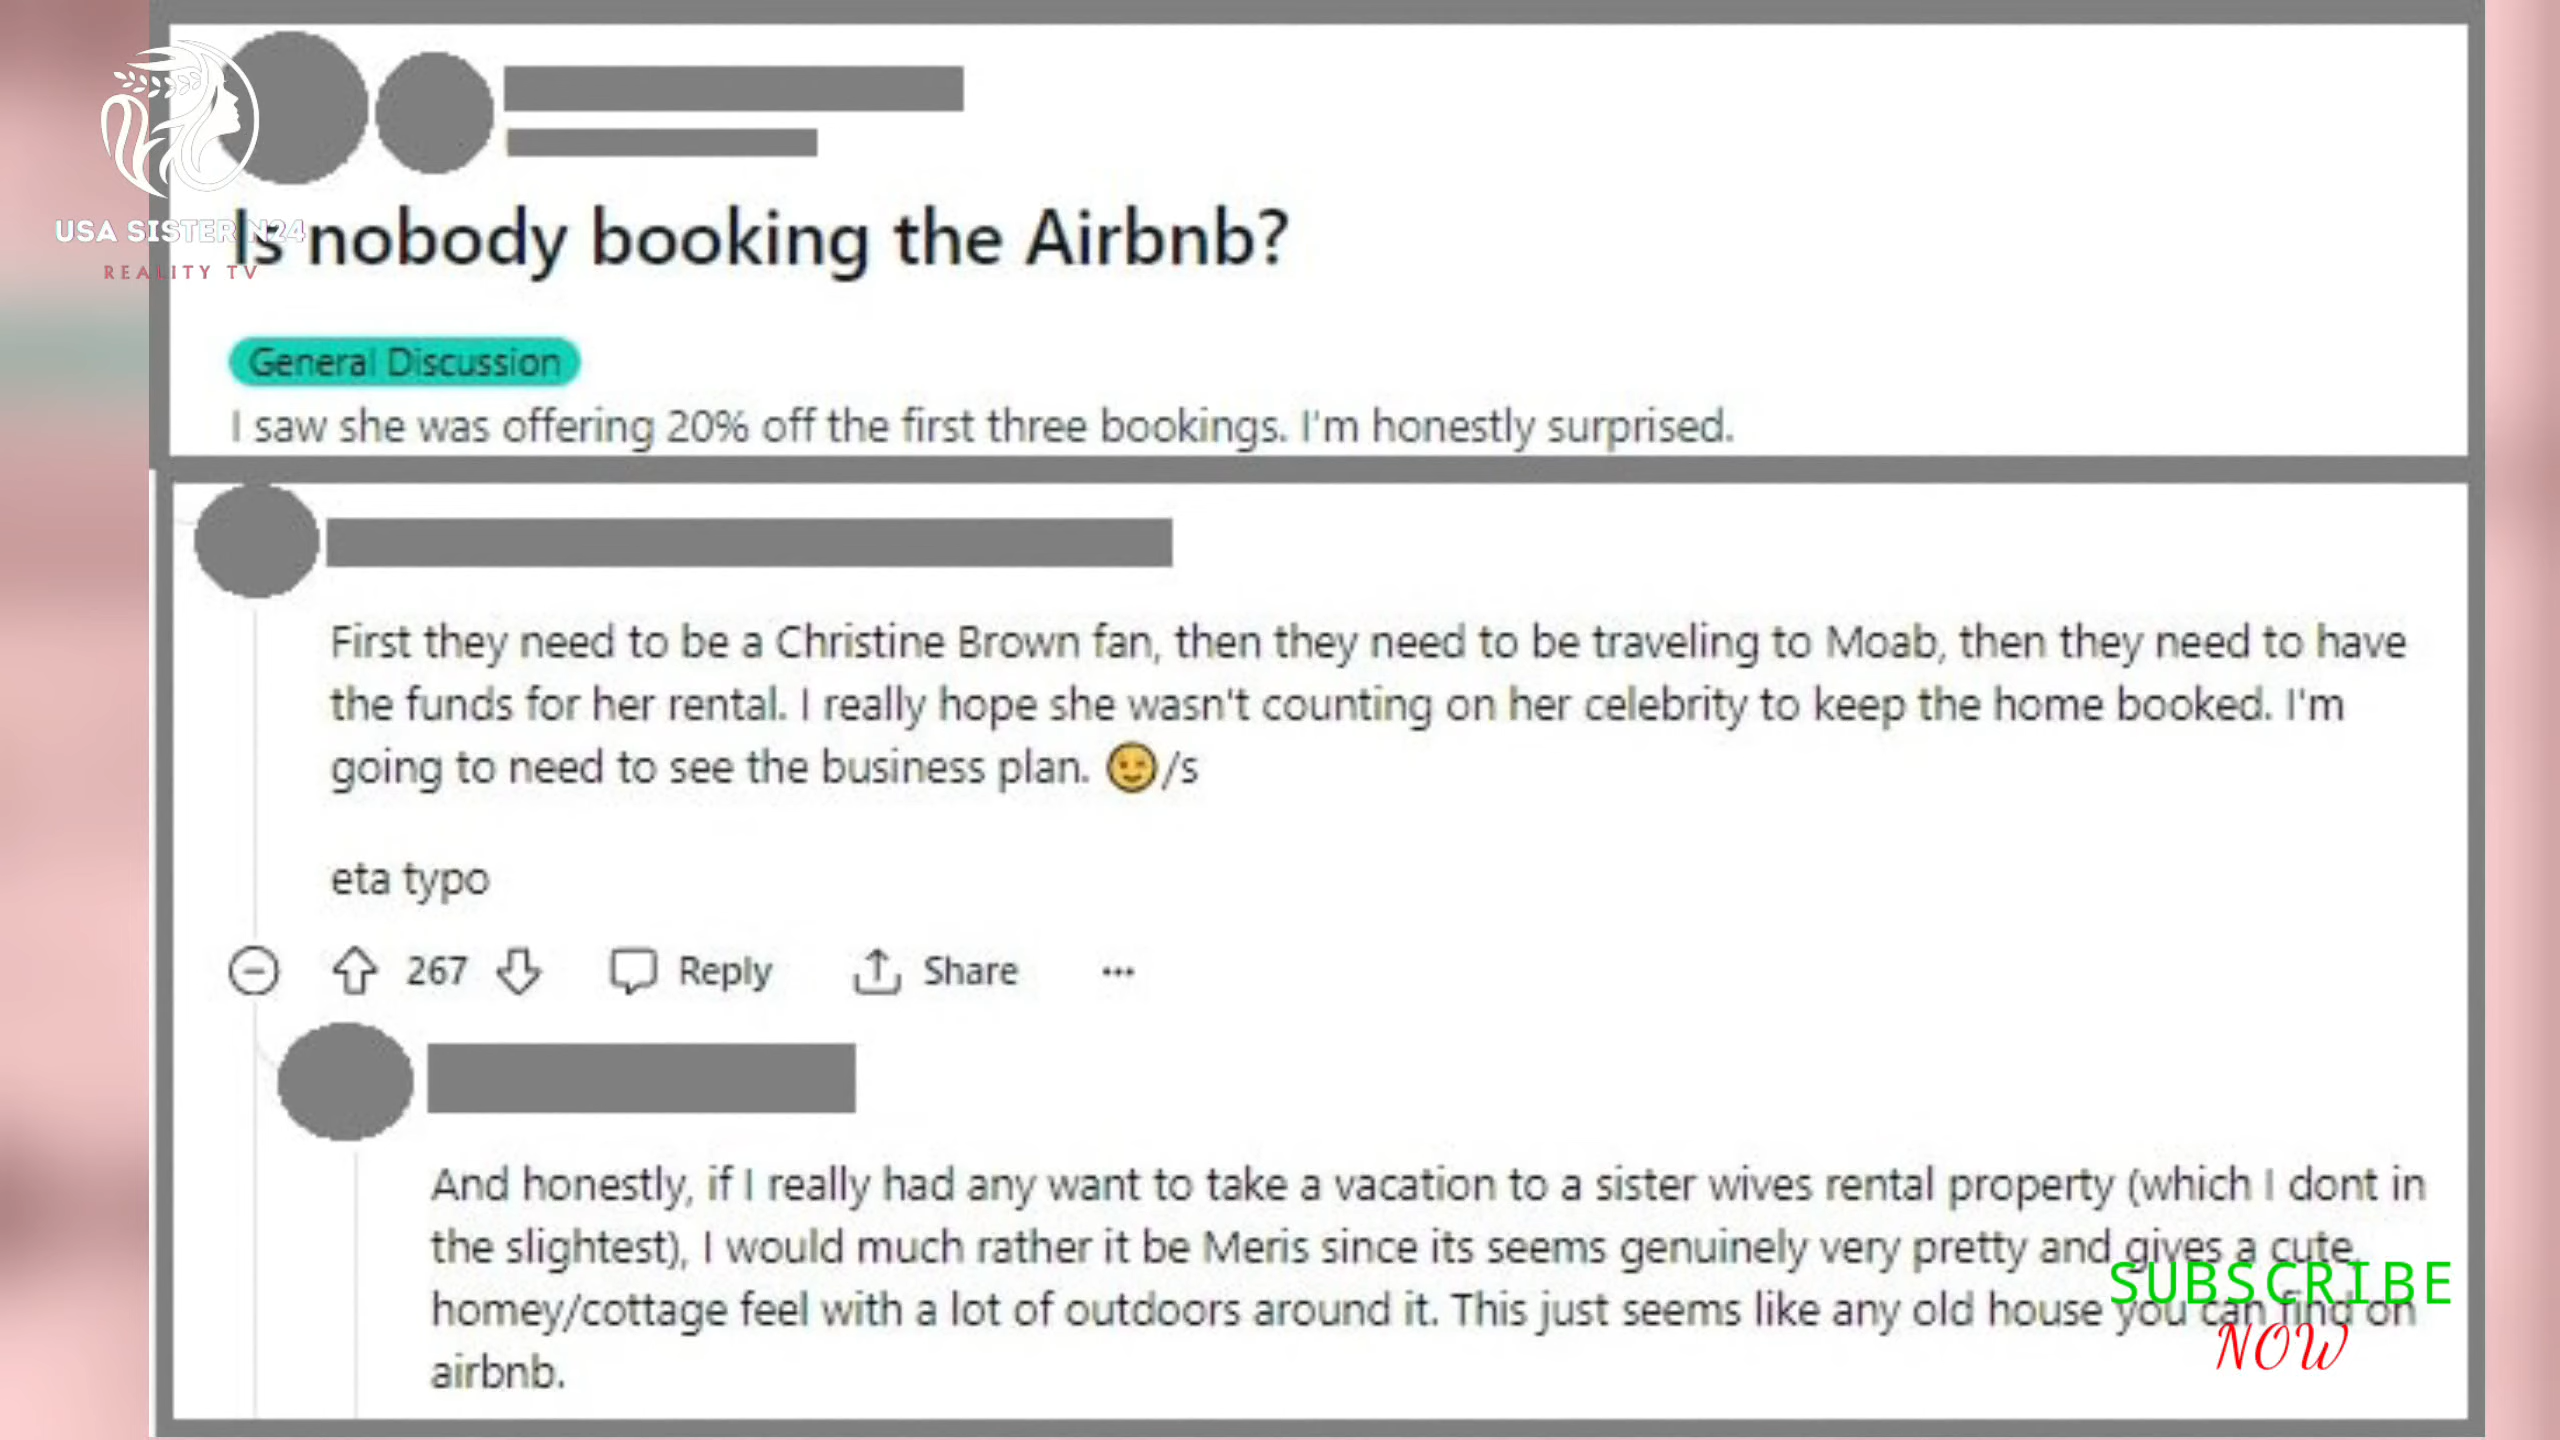 USA SISTER N24
REALITY TV
Is nobody booking the Airbnb?
General Discussion
I saw she was offering 20% off the first three bookings. I'm honestly surprised.
First they need to be a Christine Brown fan, then they need to be traveling to Moab, then they need to have
the funds for her rental. I really hope she wasn't counting on her celebrity to keep the home booked. I'm
going to need to see the business plan. 😉/s
eta typo
267 Reply Share ...
And honestly, if I really had any want to take a vacation to a sister wives rental property (which I dont in
the slightest), I would much rather it be Meris since its seems genuinely very pretty and gives a cute,
homey/cottage feel with a lot of outdoors around it. This just seems like any old house you can find on
airbnb.
SUBSCRIBE
NOW